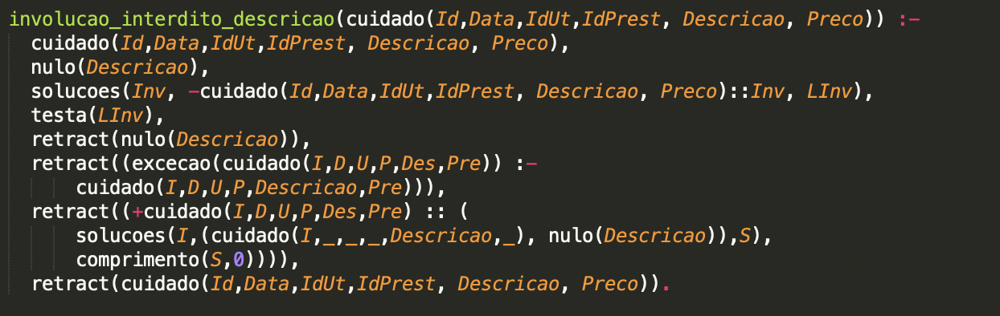 involucao_interdito_descricao(cuidado(Id,Data,IdUt,IdPrest, Descricao, Preco)) :-
cuidado(Id,Data,IdUt,IdPrest, Descricao, Preco),
nulo(Descricao),
solucoes(Inv, -cuidado(Id,Data,IdUt,IdPrest, Descricao, Preco)::Inv, LInv),
testa(LInv),
retract(nulo(Descricao)),
retract((excecao(cuidado(I,D,U,P,Des,Pre)) :-
cuidado(I,D,U,P,Descricao,Pre))),
retract((+cuidado(I,D,U,P,Des,Pre) :: (
solucoes(I,(cuidado(I,_,_,_,Descricao,_), nulo(Descricao)),S),
comprimento(S,0)))),
retract(cuidado(Id,Data,IdUt,IdPrest, Descricao, Preco)).